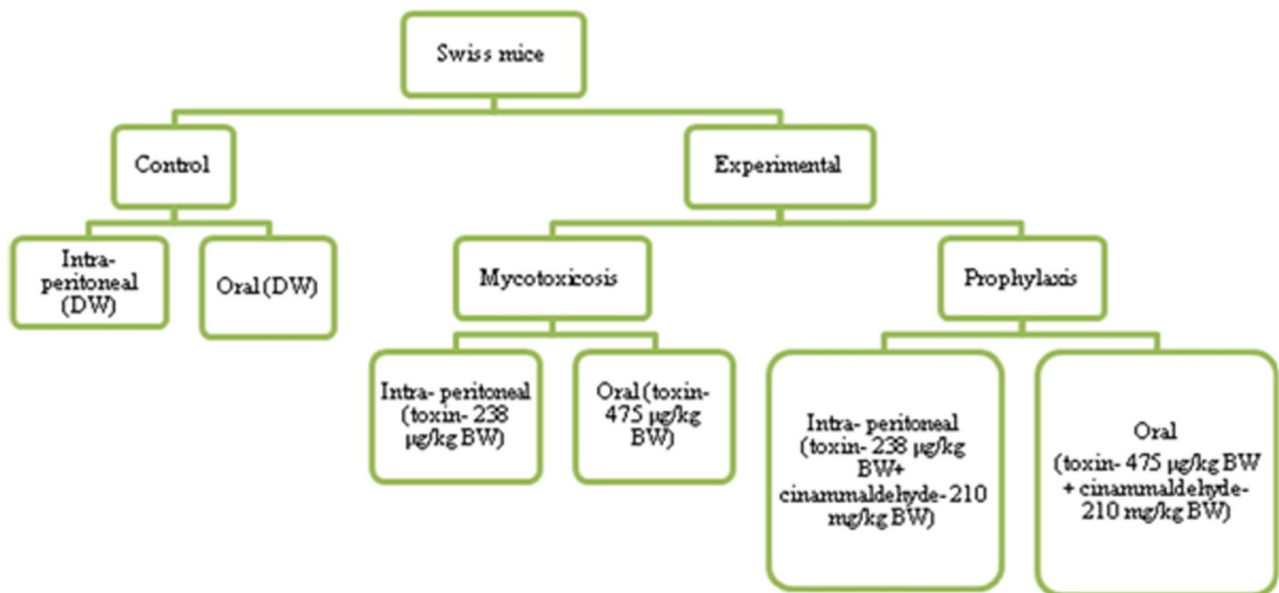 Swiss mice
Control
Experimental
Intra-
peritoneal
(DW)
Oral (DW)
Mycotoxicosis
Prophylaxis
Intra- peritoneal
(toxin- 238
µg/kg BW)
Oral (toxin-
475 µg/kg
BW)
Intra- peritoneal
(toxin- 238 µg/kg
BW+
cinammaldehyde- 210
mg/kg BW)
Oral
(toxin- 475 µg/kg BW
+ cinammaldehyde-
210 mg/kg BW)